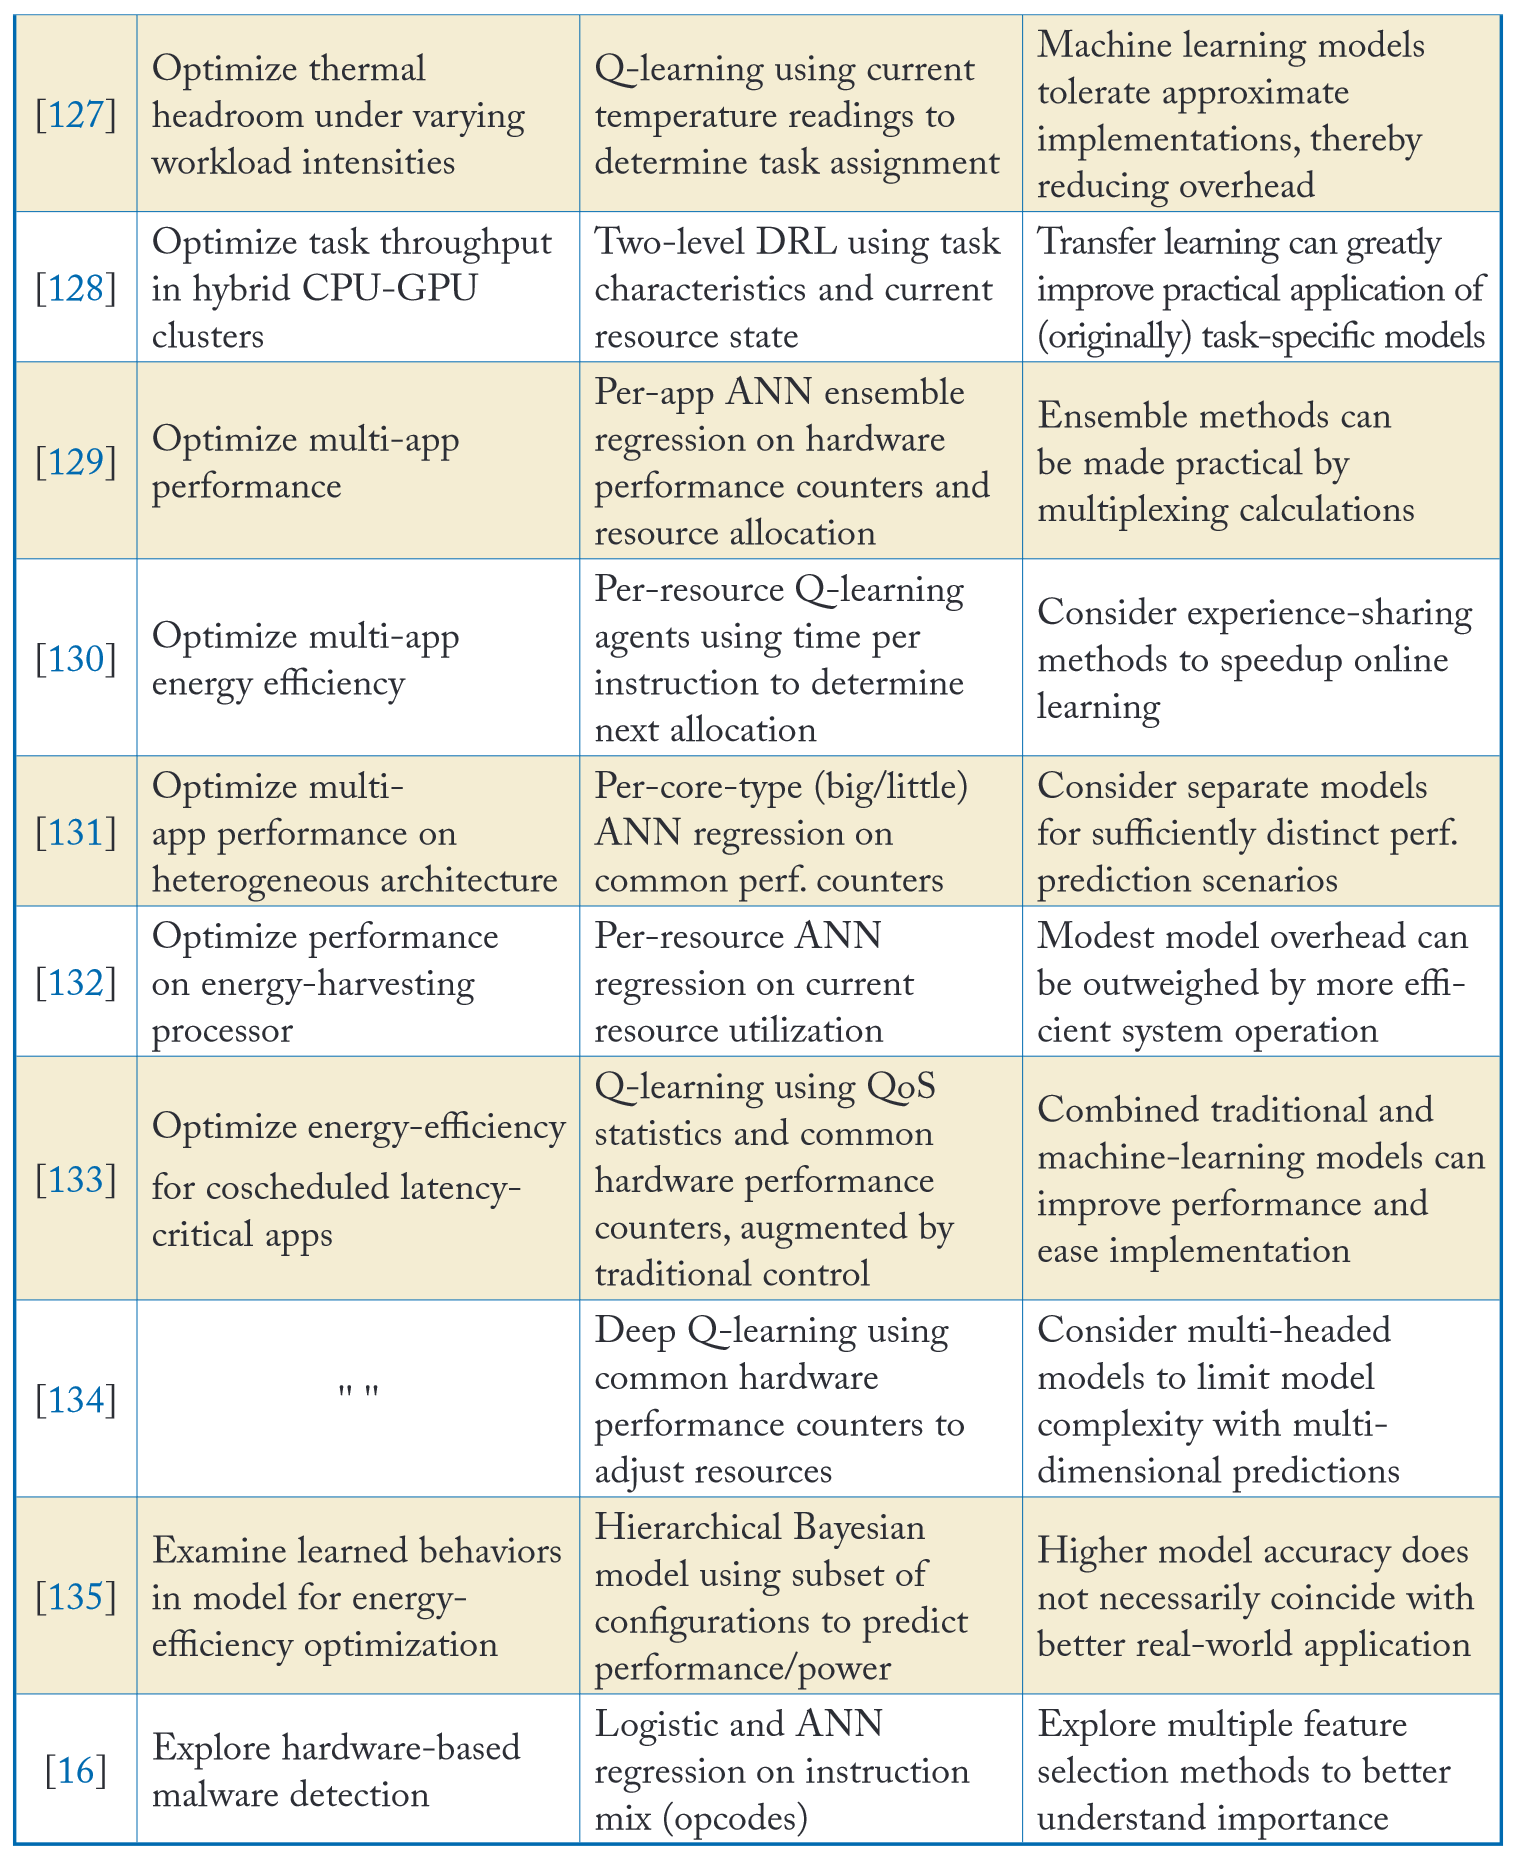 [127]
Optimize thermal
headroom under varying
workload intensities
Q-learning using current
temperature readings to
determine task assignment
Machine learning models
tolerate approximate
implementations, thereby
reducing overhead
[128]
Optimize task throughput
in hybrid CPU-GPU
clusters
Two-level DRL using task
characteristics and current
resource state
Transfer learning can greatly
improve practical application of
(originally) task-specific models
[129]
Optimize multi-app
performance
Per-app ANN ensemble
regression on hardware
performance counters and
resource allocation
Ensemble methods can
be made practical by
multiplexing calculations
[130]
Optimize multi-app
energy efficiency
Per-resource Q-learning
agents using time per
instruction to determine
next allocation
Consider experience-sharing
methods to speedup online
learning
[131]
Optimize multi-
app performance on
heterogeneous architecture
Per-core-type (big/little)
ANN regression on
common perf. counters
Consider separate models
for sufficiently distinct perf.
prediction scenarios
[132]
Optimize performance
on energy-harvesting
processor
Per-resource ANN
regression on current
resource utilization
Modest model overhead can
be outweighed by more effi-
cient system operation
[133]
Optimize energy-efficiency
for coscheduled latency-
critical apps
Q-learning using QoS
statistics and common
hardware performance
counters, augmented by
traditional control
Combined traditional and
machine-learning models can
improve performance and
ease implementation
[134]
" "
Deep Q-learning using
common hardware
performance counters to
adjust resources
Consider multi-headed
models to limit model
complexity with multi-
dimensional predictions
[135]
Examine learned behaviors
in model for energy-
efficiency optimization
Hierarchical Bayesian
model using subset of
configurations to predict
performance/power
Higher model accuracy does
not necessarily coincide with
better real-world application
[16]
Explore hardware-based
malware detection
Logistic and ANN
regression on instruction
mix (opcodes)
Explore multiple feature
selection methods to better
understand importance